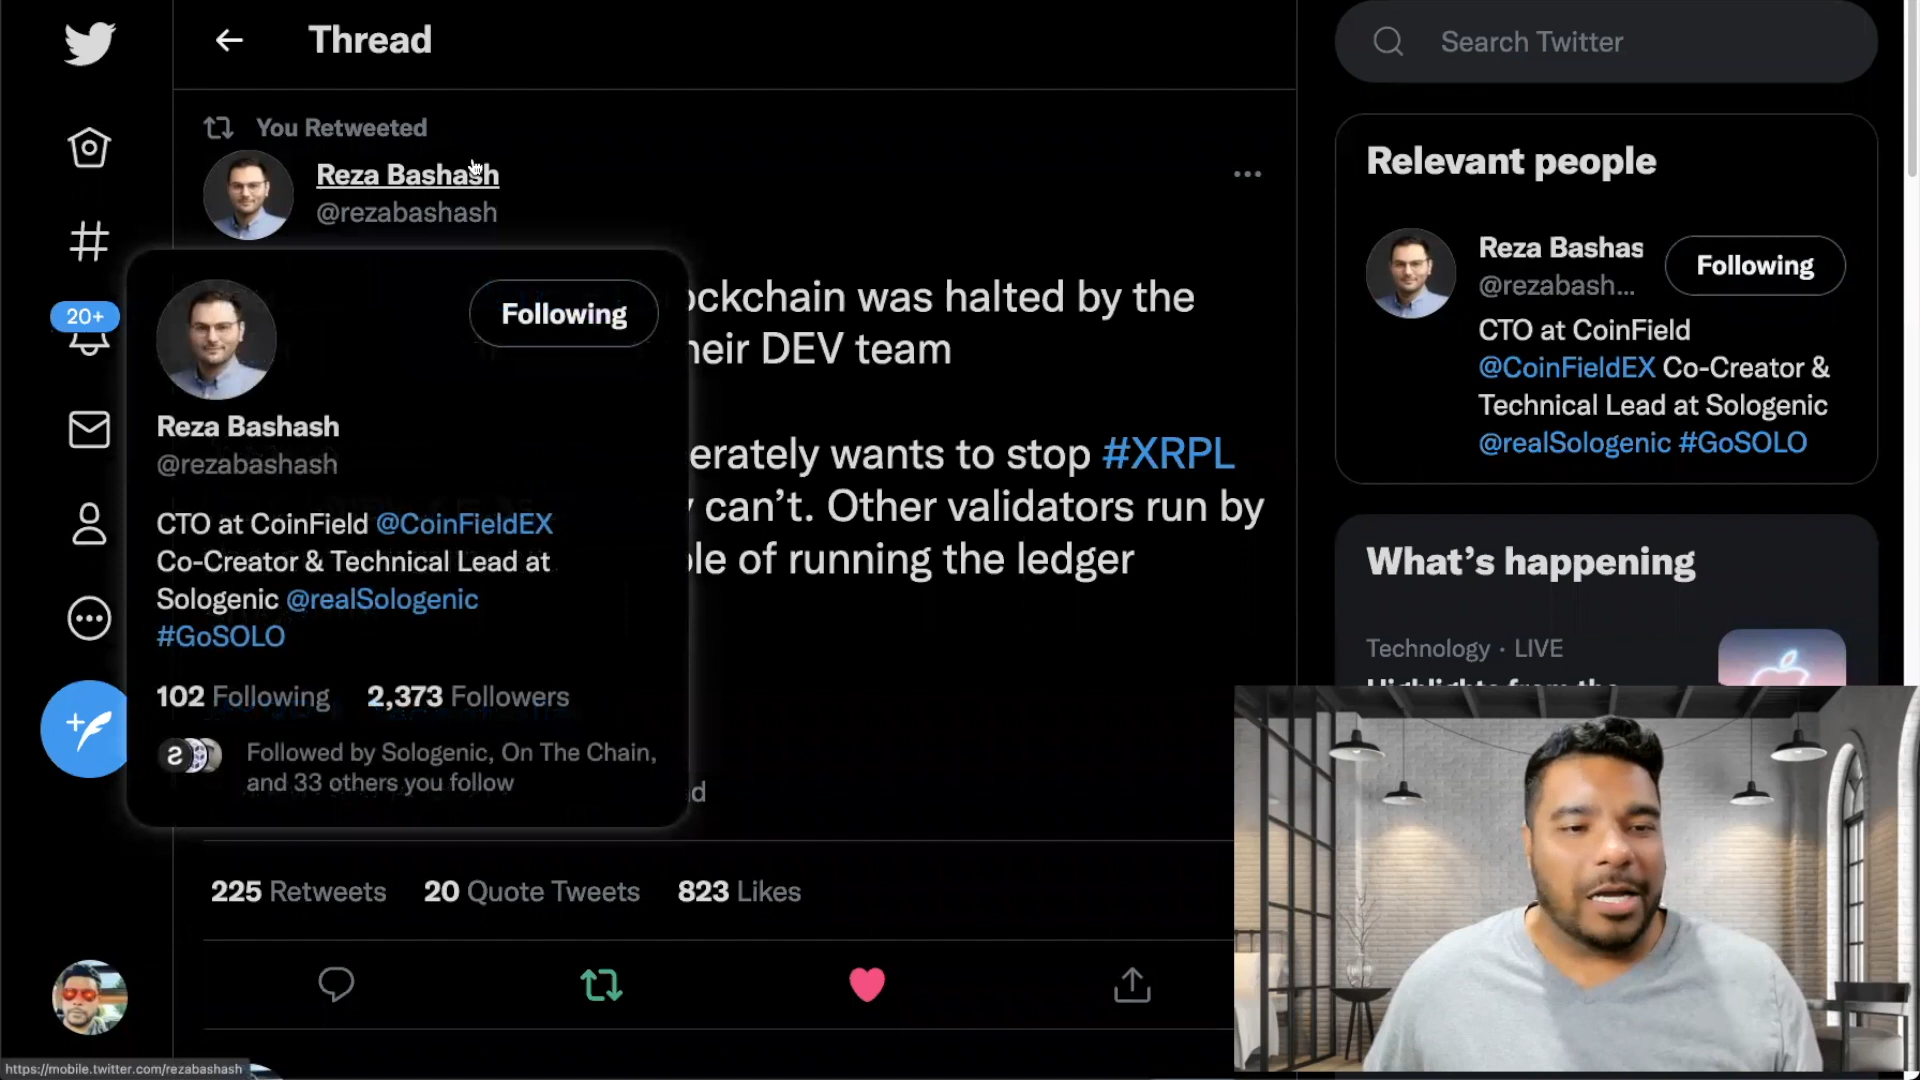 Thread
You Retweeted
Reza Bashash
@rezabashash
ockchain was halted by the
heir DEV team
erately wants to stop #XRPL
can't. Other validators run by
le of running the ledger
Following
Reza Bashash
@rezabashash
CTO at CoinField @CoinFieldEX
Co-Creator & Technical Lead at
Sologenic @realSologenic
#GoSOLO
102 Following 2,373 Followers
Followed by Sologenic, On The Chain,
and 33 others you follow
225 Retweets 20 Quote Tweets 823 Likes
20+
Search Twitter
Relevant people
Reza Bashas
@rezabash...
Following
CTO at CoinField
@CoinFieldEX Co-Creator &
Technical Lead at Sologenic
@realSologenic #GoSOLO
What’s happening
Technology · LIVE
Highlights from the
https://mobile.twitter.com/rezabashash